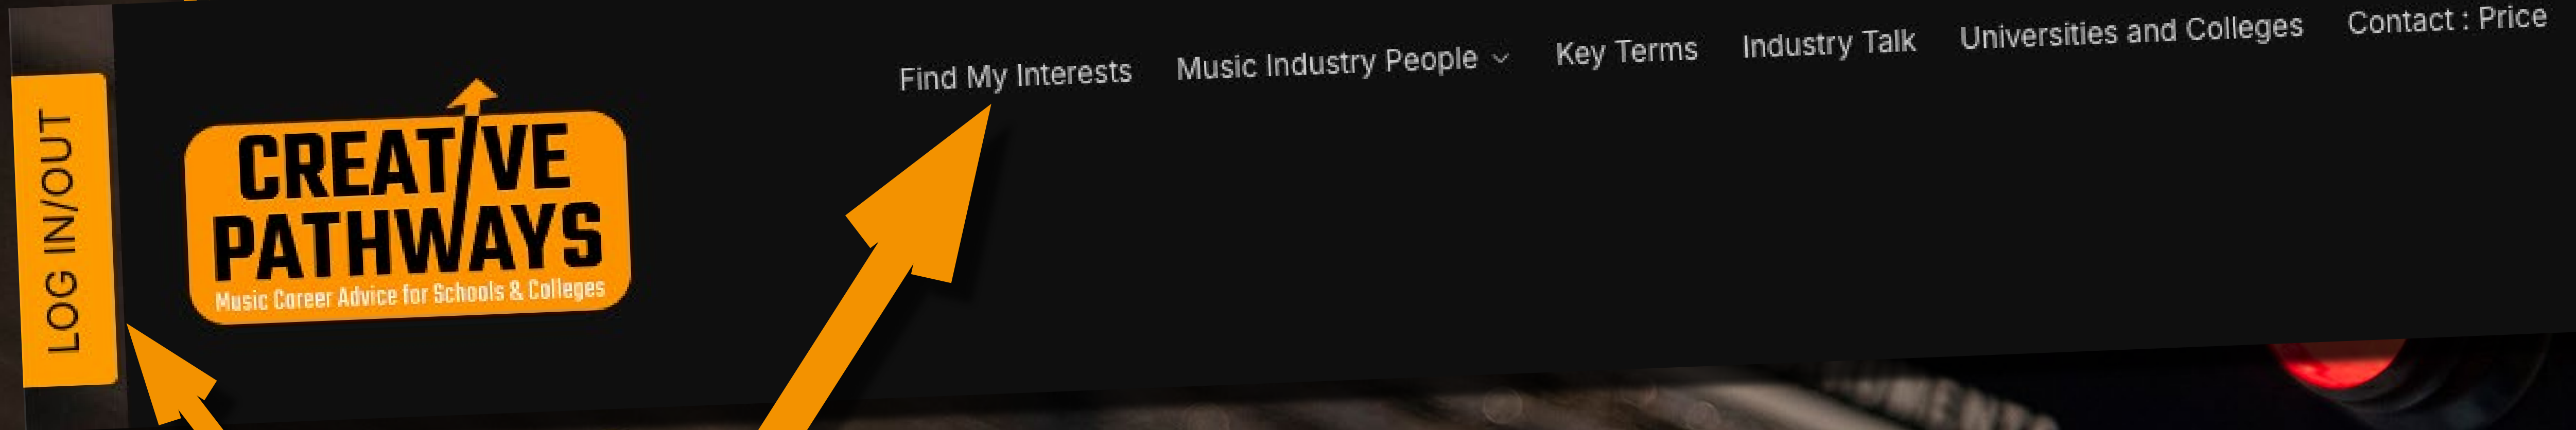 LOG IN/OUT
CREATIVE
PATHWAYS
Music Career Advice for Schools & Colleges
Find My Interests
Music Industry People
Key Terms
Industry Talk
Universities and Colleges
Contact : Price